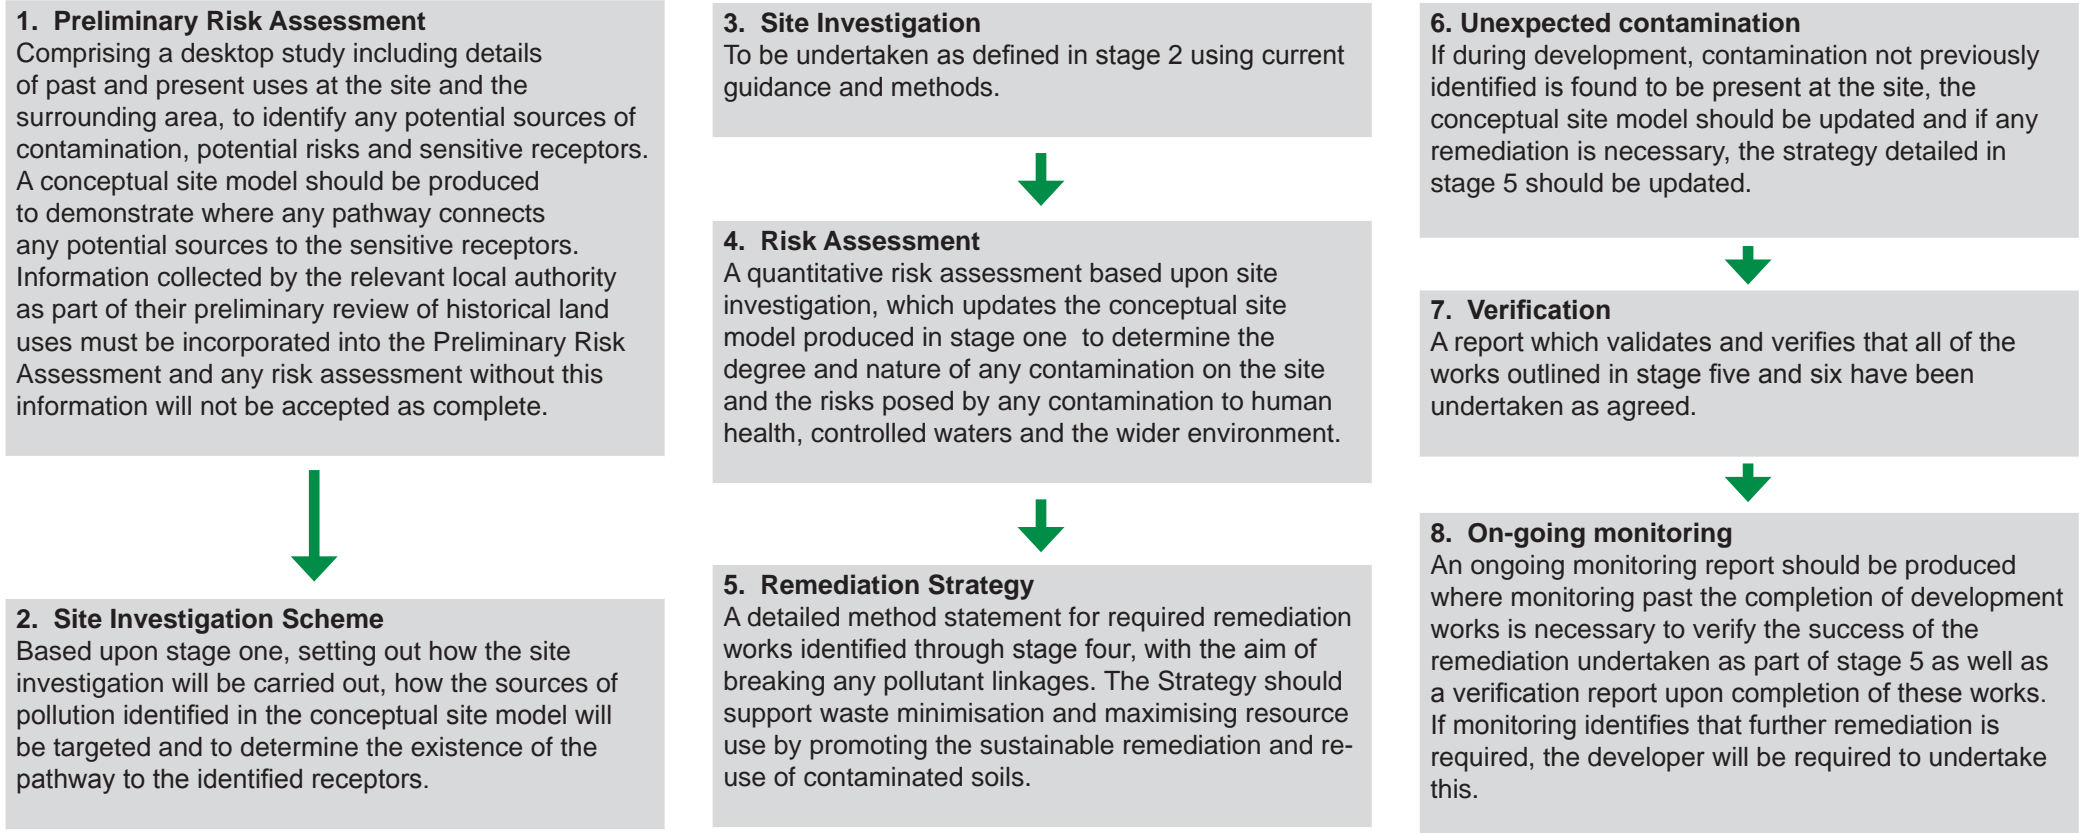 1. Preliminary Risk Assessment
Comprising a desktop study including details
of past and present uses at the site and the
surrounding area, to identify any potential sources of
contamination, potential risks and sensitive receptors.
A conceptual site model should be produced
to demonstrate where any pathway connects
any potential sources to the sensitive receptors.
Information collected by the relevant local authority
as part of their preliminary review of historical land
uses must be incorporated into the Preliminary Risk
Assessment and any risk assessment without this
information will not be accepted as complete.
2. Site Investigation Scheme
Based upon stage one, setting out how the site
investigation will be carried out, how the sources of
pollution identified in the conceptual site model will
be targeted and to determine the existence of the
pathway to the identified receptors.
3. Site Investigation
To be undertaken as defined in stage 2 using current
guidance and methods.
4. Risk Assessment
A quantitative risk assessment based upon site
investigation, which updates the conceptual site
model produced in stage one  to determine the
degree and nature of any contamination on the site
and the risks posed by any contamination to human
health, controlled waters and the wider environment.
5. Remediation Strategy
A detailed method statement for required remediation
works identified through stage four, with the aim of
breaking any pollutant linkages. The Strategy should
support waste minimisation and maximising resource
use by promoting the sustainable remediation and re-
use of contaminated soils.
6. Unexpected contamination
If during development, contamination not previously
identified is found to be present at the site, the
conceptual site model should be updated and if any
remediation is necessary, the strategy detailed in
stage 5 should be updated.
7. Verification
A report which validates and verifies that all of the
works outlined in stage five and six have been
undertaken as agreed.
8. On-going monitoring
An ongoing monitoring report should be produced
where monitoring past the completion of development
works is necessary to verify the success of the
remediation undertaken as part of stage 5 as well as
a verification report upon completion of these works.
If monitoring identifies that further remediation is
required, the developer will be required to undertake
this.